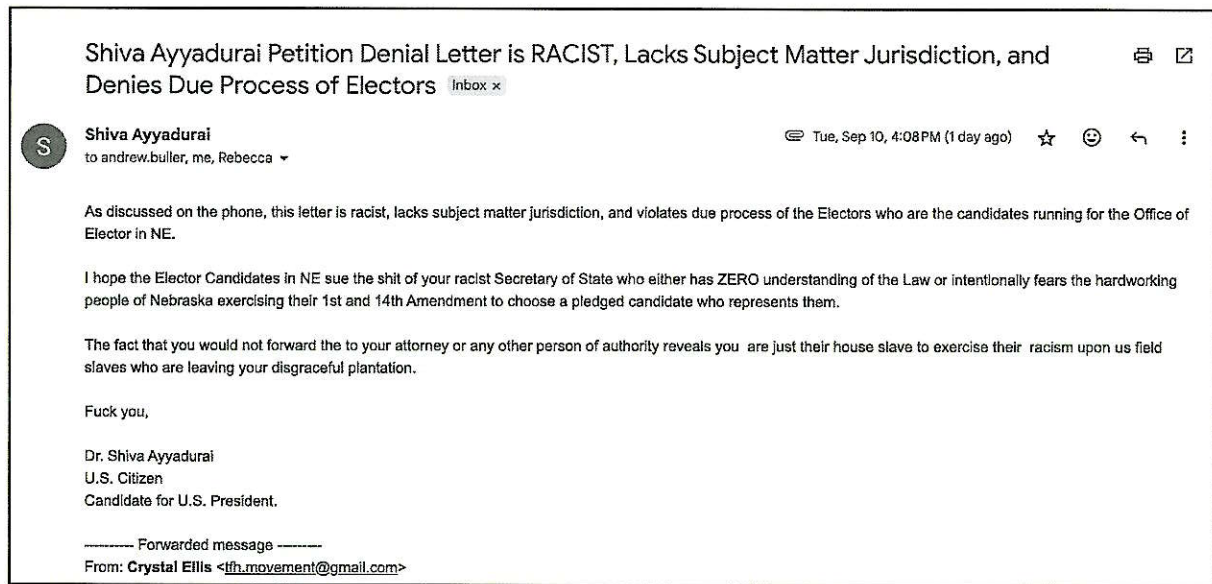 Shiva Ayyadurai Petition Denial Letter is RACIST, Lacks Subject Matter Jurisdiction, and
Denies Due Process of Electors Inbox x
S
Shiva Ayyadurai
Tue, Sep 10, 4:08 PM (1 day ago)
to andrew.buller, me, Rebecca
As discussed on the phone, this letter is racist, lacks subject matter jurisdiction, and violates due process of the Electors who are the candidates running for the Office of
Elector in NE.
I hope the Elector Candidates in NE sue the shit of your racist Secretary of State who either has ZERO understanding of the Law or intentionally fears the hardworking
people of Nebraska exercising their 1st and 14th Amendment to choose a pledged candidate who represents them.
The fact that you would not forward the to your attorney or any other person of authority reveals you are just their house slave to exercise their racism upon us field
slaves who are leaving your disgraceful plantation.
Fuck you,
Dr. Shiva Ayyadurai
U.S. Citizen
Candidate for U.S. President.
---------- Forwarded message ---------
From: Crystal Ellis <tfh.movement@gmail.com>